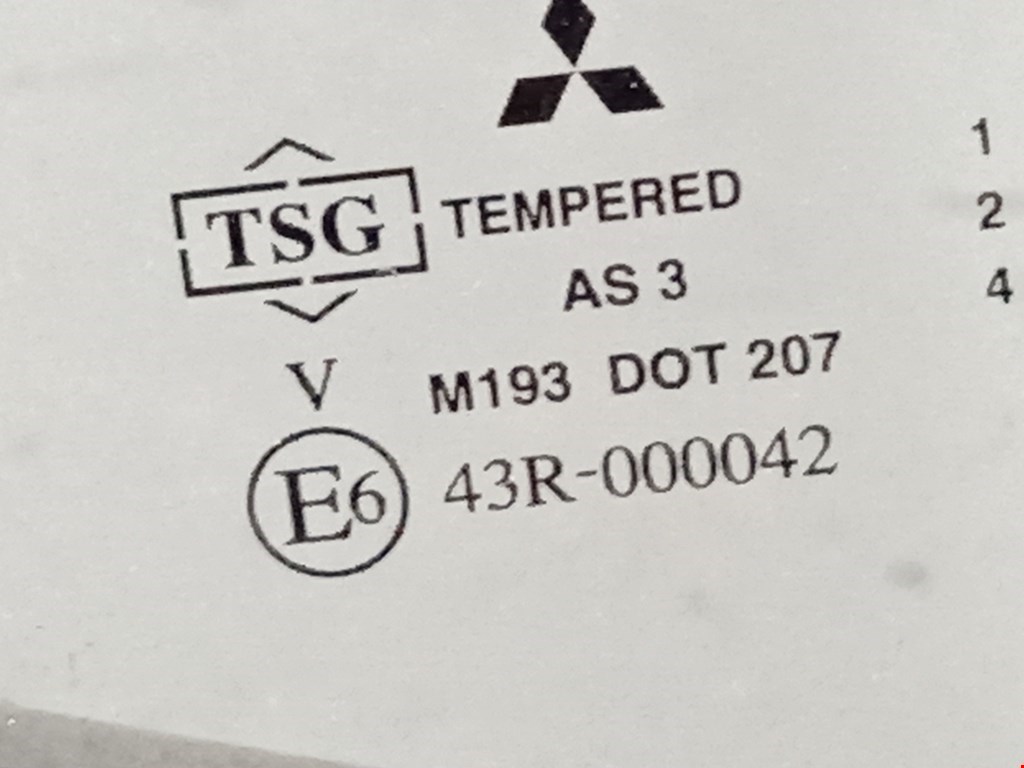 TSG TEMPERED
AS 3
V M193 DOT 207
E6 43R-000042
1
2
4